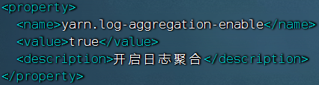 <property>
<name>yarn.log-aggregation-enable</name>
<value>true</value>
<description>开启日志聚合</description>
</property>